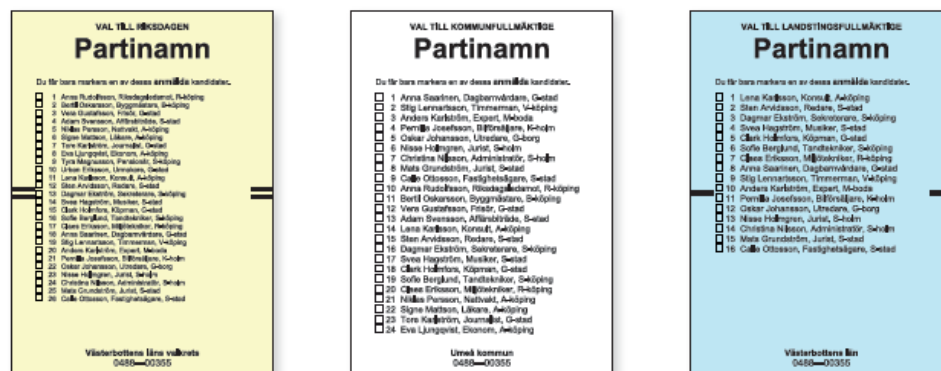 VAL TILL RIKSDAGEN
Partinamn
Du får bara markera en av dessa anmälda kandidater.
1 Anna Rudolfsson, Riksdagsledamot, R-köping
2 Bertil Oskarsson, Byggmästare, B-köping
3 Vera Gustafsson, Frisör, G-stad
4 Adam Svensson, Affärsbiträde, S-stad
5 Niklas Persson, Nattvakt, A-köping
6 Signe Mattson, Läkare, A-köping
7 Tore Karlström, Journalist, G-stad
8 Eva Ljungqvist, Ekonom, A-köping
9 Tyra Magnusson, Pensionär, S-köping
10 Urban Eriksson, Urmakare, G-stad
11 Lena Karlsson, Konsult, A-köping
12 Sten Arvidsson, Redare, S-stad
13 Dagmar Ekström, Sekreterare, S-köping
14 Svea Hagström, Musiker, S-stad
15 Clark Holmfors, Köpman, G-stad
16 Sofie Berglund, Tandtekniker, S-köping
17 Claes Eriksson, Miljötekniker, R-köping
18 Anna Saarinen, Dagbarnvårdare, G-stad
19 Stig Lennartsson, Timmerman, V-köping
20 Anders Karlström, Expert, M-boda
21 Pernilla Josefsson, Bilförsäljare, K-holm
22 Oskar Johansson, Utredare, G-borg
23 Nisse Holmgren, Jurist, S-holm
24 Christina Nilsson, Administratör, S-holm
25 Mats Grundström, Jurist, S-stad
26 Calle Ottosson, Fastighetsägare, S-stad
Västerbottens läns valkrets
0488—00355
VAL TILL KOMMUNFULLMÄKTIGE
Partinamn
Du får bara markera en av dessa anmälda kandidater.
1 Anna Saarinen, Dagbarnvårdare, G-stad
2 Stig Lennartsson, Timmerman, V-köping
3 Anders Karlström, Expert, M-boda
4 Pernilla Josefsson, Bilförsäljare, K-holm
5 Oskar Johansson, Utredare, G-borg
6 Nisse Holmgren, Jurist, S-holm
7 Christina Nilsson, Administratör, S-holm
8 Mats Grundström, Jurist, S-stad
9 Calle Ottosson, Fastighetsägare, S-stad
10 Anna Rudolfsson, Riksdagsledamot, R-köping
11 Bertil Oskarsson, Byggmästare, B-köping
12 Vera Gustafsson, Frisör, G-stad
13 Adam Svensson, Affärsbiträde, S-stad
14 Lena Karlsson, Konsult, A-köping
15 Sten Arvidsson, Redare, S-stad
16 Dagmar Ekström, Sekreterare, S-köping
17 Svea Hagström, Musiker, S-stad
18 Clark Holmfors, Köpman, G-stad
19 Sofie Berglund, Tandtekniker, S-köping
20 Claes Eriksson, Miljötekniker, R-köping
21 Niklas Persson, Nattvakt, A-köping
22 Signe Mattson, Läkare, A-köping
23 Tore Karlström, Journalist, G-stad
24 Eva Ljungqvist, Ekonom, A-köping
Umeå kommun
0488—00355
VAL TILL LANDSTINGSFULLMÄKTIGE
Partinamn
Du får bara markera en av dessa anmälda kandidater.
1 Lena Karlsson, Konsult, A-köping
2 Sten Arvidsson, Redare, S-stad
3 Dagmar Ekström, Sekreterare, S-köping
4 Svea Hagström, Musiker, S-stad
5 Clark Holmfors, Köpman, G-stad
6 Sofie Berglund, Tandtekniker, S-köping
7 Claes Eriksson, Miljötekniker, R-köping
8 Anna Saarinen, Dagbarnvårdare, G-stad
9 Stig Lennartsson, Timmerman, V-köping
10 Anders Karlström, Expert, M-boda
11 Pernilla Josefsson, Bilförsäljare, K-holm
12 Oskar Johansson, Utredare, G-borg
13 Nisse Holmgren, Jurist, S-holm
14 Christina Nilsson, Administratör, S-holm
15 Mats Grundström, Jurist, S-stad
16 Calle Ottosson, Fastighetsägare, S-stad
Västerbottens län
0488—00355